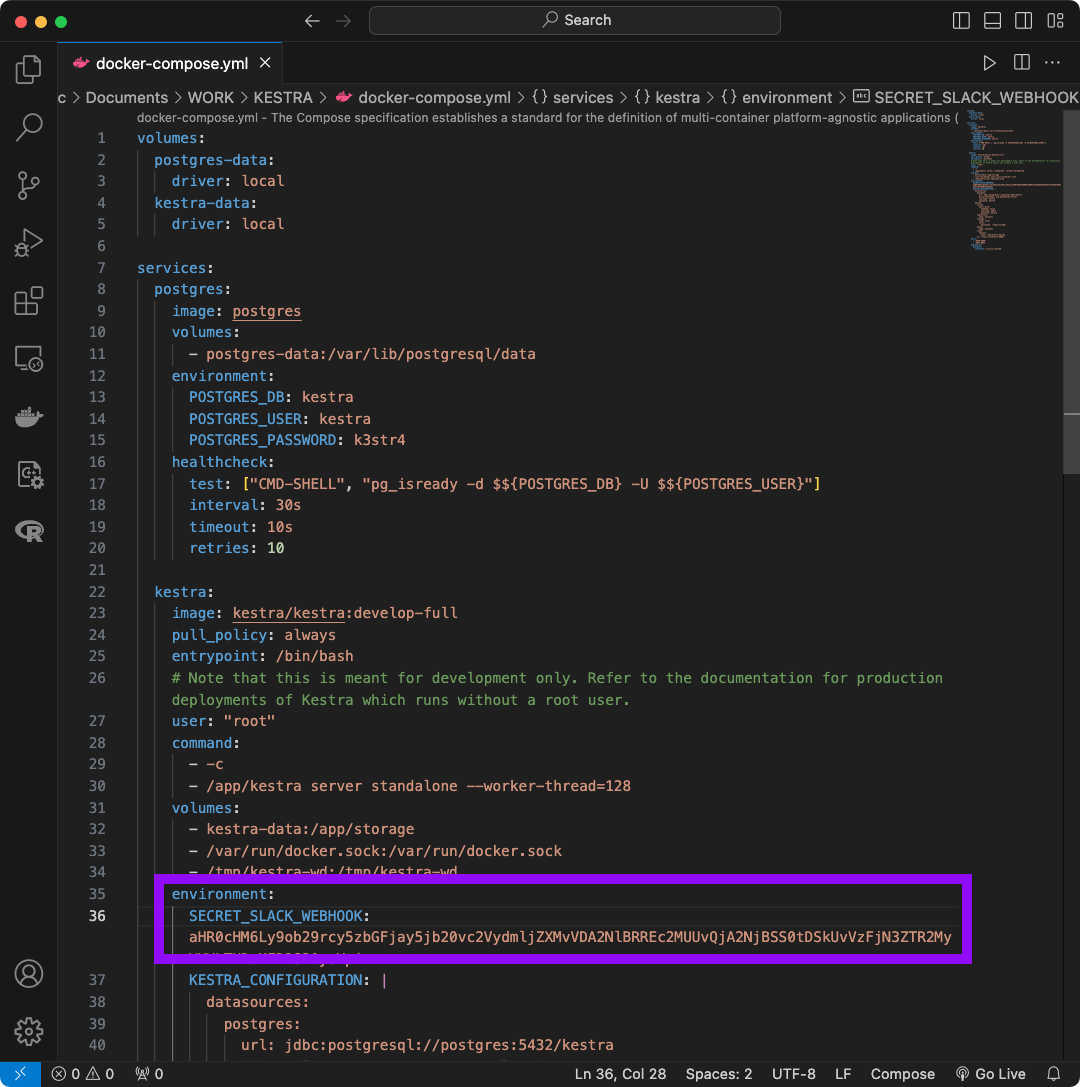 Search
docker-compose.yml
c > Documents > WORK > KESTRA > docker-compose.yml > {} services > {} kestra > {} environment > abc SECRET_SLACK_WEBHOOK
docker-compose.yml - The Compose specification establishes a standard for the definition of multi-container platform-agnostic applications (
1 volumes:
2 postgres-data:
3 driver: local
4 kestra-data:
5 driver: local
6
7 services:
8 postgres:
9 image: postgres
10 volumes:
11 - postgres-data:/var/lib/postgresql/data
12 environment:
13 POSTGRES_DB: kestra
14 POSTGRES_USER: kestra
15 POSTGRES_PASSWORD: k3str4
16 healthcheck:
17 test: ["CMD-SHELL", "pg_isready -d $${POSTGRES_DB} -U $${POSTGRES_USER}"]
18 interval: 30s
19 timeout: 10s
20 retries: 10
21
22 kestra:
23 image: kestra/kestra:develop-full
24 pull_policy: always
25 entrypoint: /bin/bash
26 # Note that this is meant for development only. Refer to the documentation for production
deployments of Kestra which runs without a root user.
27 user: "root"
28 command:
29 - -c
30 - /app/kestra server standalone --worker-thread=128
31 volumes:
32 - kestra-data:/app/storage
33 - /var/run/docker.sock:/var/run/docker.sock
34 - /tmp/kestra-wd:/tmp/kestra-wd
35 environment:
36 SECRET_SLACK_WEBHOOK:
aHR0cHM6Ly9ob29rcy5zbGFjay5jb20vc2VydmljZXMvVDA2NlBRREc2MUUvQjA2NjBSS0tDSkUvVzFjN3ZTR2My
37 KESTRA_CONFIGURATION: |
38 datasources:
39 postgres:
40 url: jdbc:postgresql://postgres:5432/kestra
0 0 0 Ln 36, Col 28 Spaces: 2 UTF-8 LF Compose Go Live